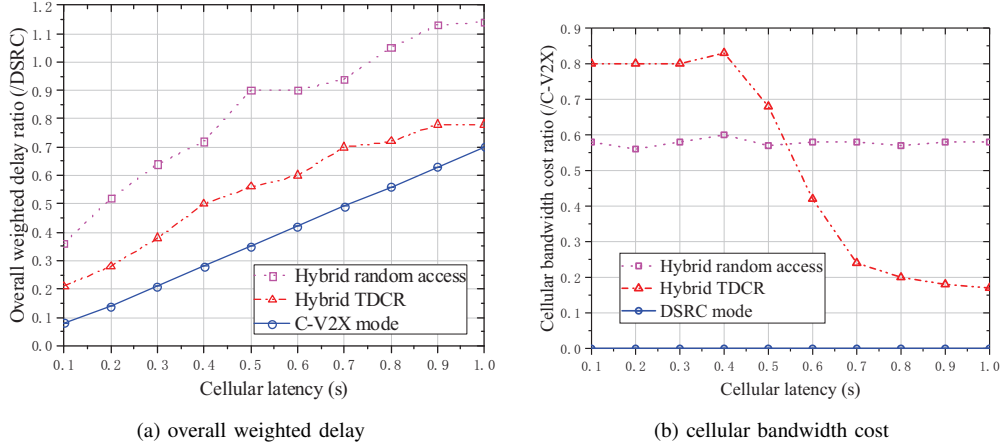 Overall weighted delay ratio (/DSRC)
1.2
1.1
1.0
0.9
0.8
0.7
0.6
0.5
0.4
0.3
0.2
0.1
0.0
Hybrid random access
Hybrid TDCR
C-V2X mode
0.1 0.2 0.3 0.4 0.5 0.6 0.7 0.8 0.9 1.0
Cellular latency (s)
(a) overall weighted delay
Cellular bandwidth cost ratio (/C-V2X)
0.9
0.8
0.7
0.6
0.5
0.4
0.3
0.2
0.1
0.0
Hybrid random access
Hybrid TDCR
DSRC mode
0.1 0.2 0.3 0.4 0.5 0.6 0.7 0.8 0.9 1.0
Cellular latency (s)
(b) cellular bandwidth cost